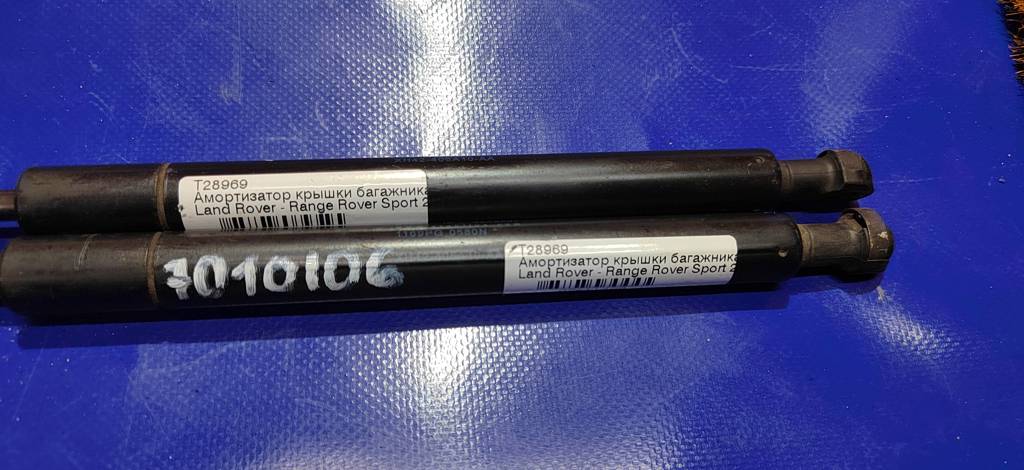 T28969
Амортизатор крышки багажника
Land Rover - Range Rover Sport 2
T28969
Амортизатор крышки багажника
Land Rover - Range Rover Sport 2
7010106